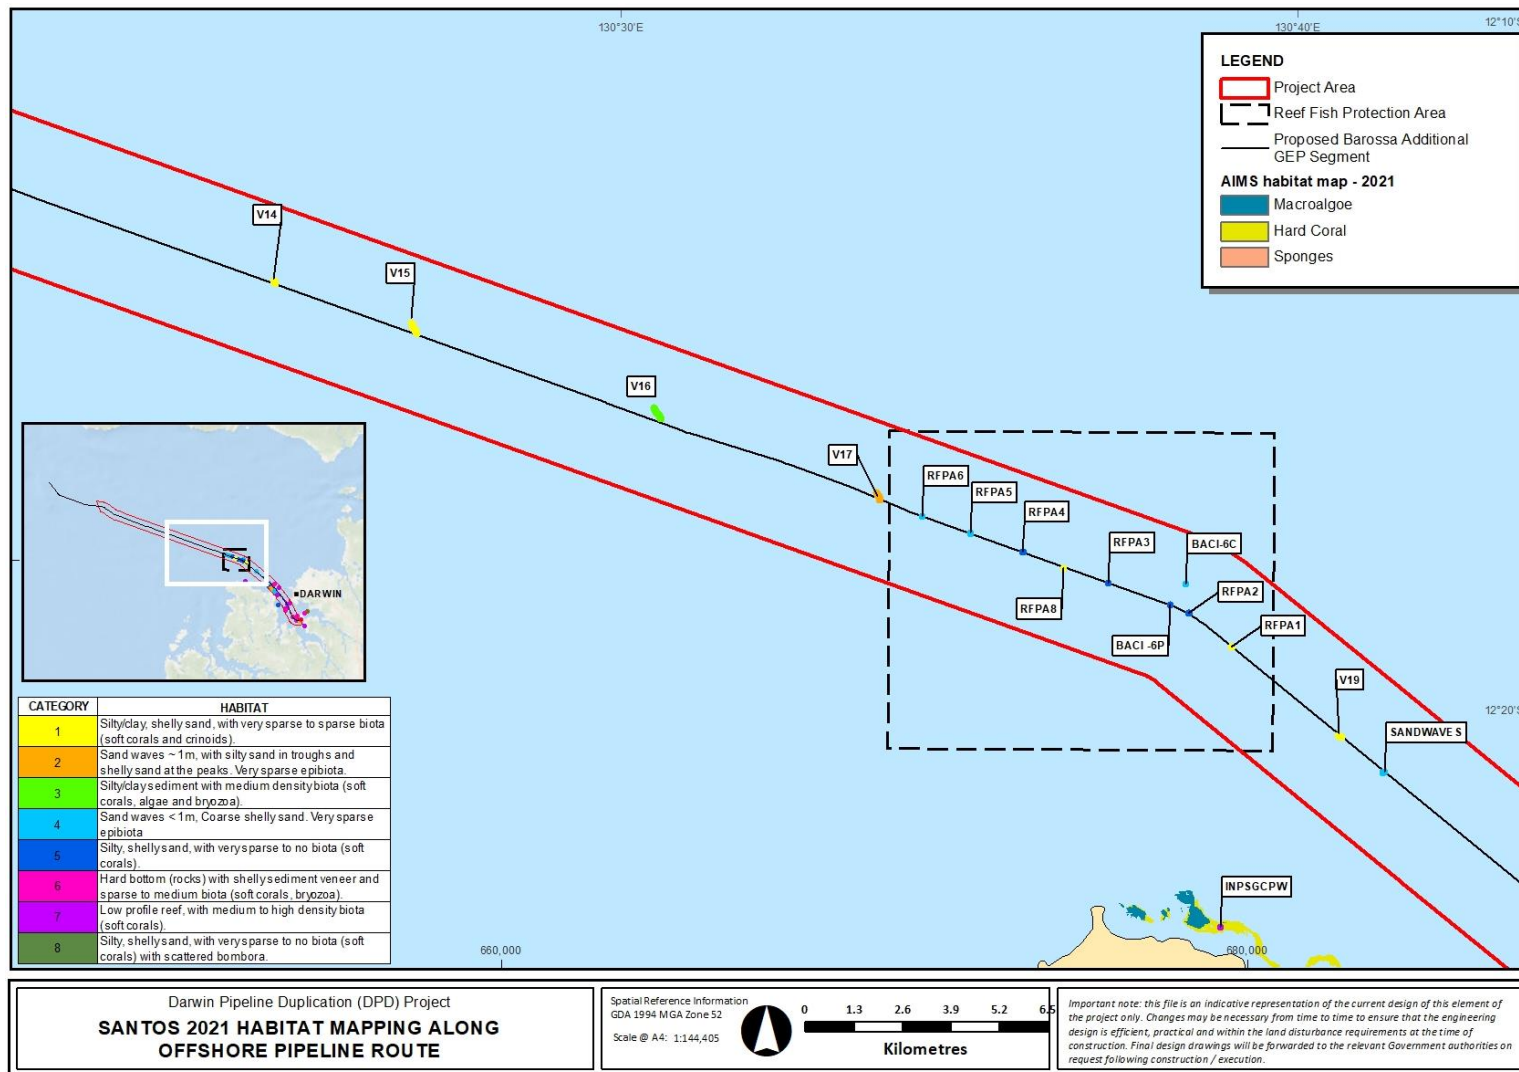 130°30'E
130°40'E
12°10'S
LEGEND
Project Area
Reef Fish Protection Area
Proposed Barossa Additional
GEP Segment
AIMS habitat map - 2021
Macroalgoe
Hard Coral
Sponges
V14
V15
V16
V17
RFPA6
RFPA5
RFPA4
RFPA3
BACI-6C
RFPA2
RFPA8
BACI -6P
RFPA1
V19
SANDWAVE S
12°20'S
INPSGCPW
DARWIN
CATEGORY HABITAT
1 Silty/clay, shelly sand, with very sparse to sparse biota
(soft corals and crinoids).
2 Sand waves ~ 1m, with silty sand in troughs and
shelly sand at the peaks. Very sparse epibiota.
3 Silty/clay sediment with medium density biota (soft
corals, algae and bryozoa).
4 Sand waves < 1m, Coarse shelly sand. Very sparse
epibiota
5 Silty, shelly sand, with very sparse to no biota (soft
corals).
6 Hard bottom (rocks) with shelly sediment veneer and
sparse to medium biota (soft corals, bryozoa).
7 Low profile reef, with medium to high density biota
(soft corals).
8 Silty, shelly sand, with very sparse to no biota (soft
corals) with scattered bombora.
660,000
680,000
Darwin Pipeline Duplication (DPD) Project
SANTOS 2021 HABITAT MAPPING ALONG
OFFSHORE PIPELINE ROUTE
Spatial Reference Information
GDA 1994 MGA Zone 52
Scale @ A4: 1:144,405
0 1.3 2.6 3.9 5.2 6.5
Kilometres
Important note: this file is an indicative representation of the current design of this element of
the project only. Changes may be necessary from time to time to ensure that the engineering
design is efficient, practical and within the land disturbance requirements at the time of
construction. Final design drawings will be forwarded to the relevant Government authorities on
request following construction / execution.